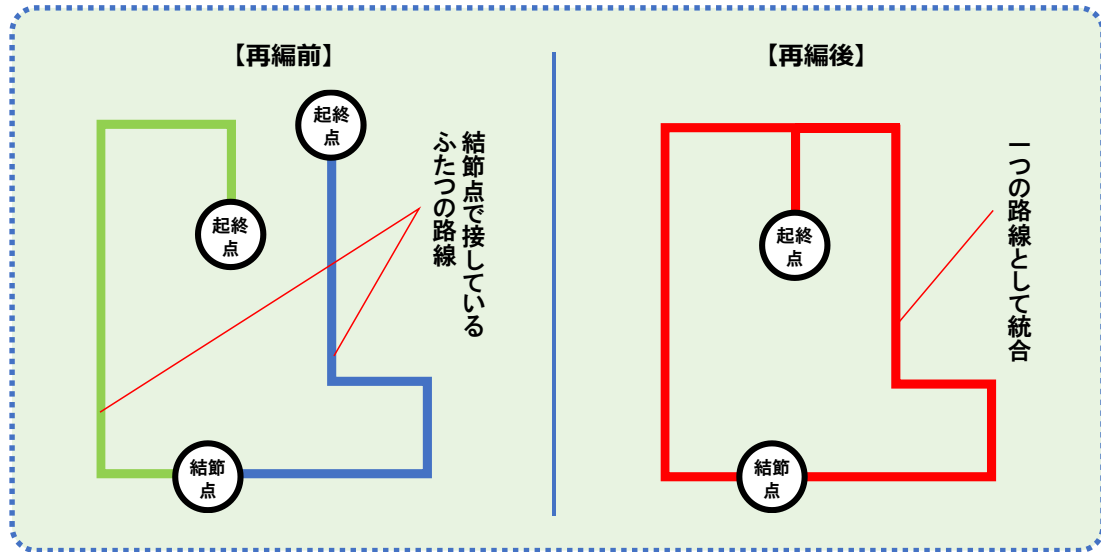 【再編前】
起終
点
起終
点
結節点で接している
ふたつの路線
結節
点
【再編後】
起終
点
一つの路線として統合
結節
点